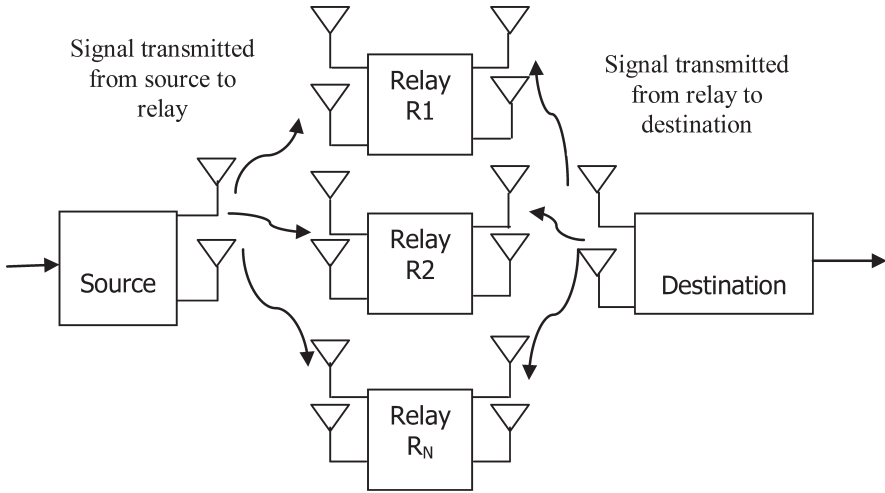 Signal transmitted
from source to
relay
Relay
R1
Signal transmitted
from relay to
destination
Source
Relay
R2
Destination
Relay
R_N